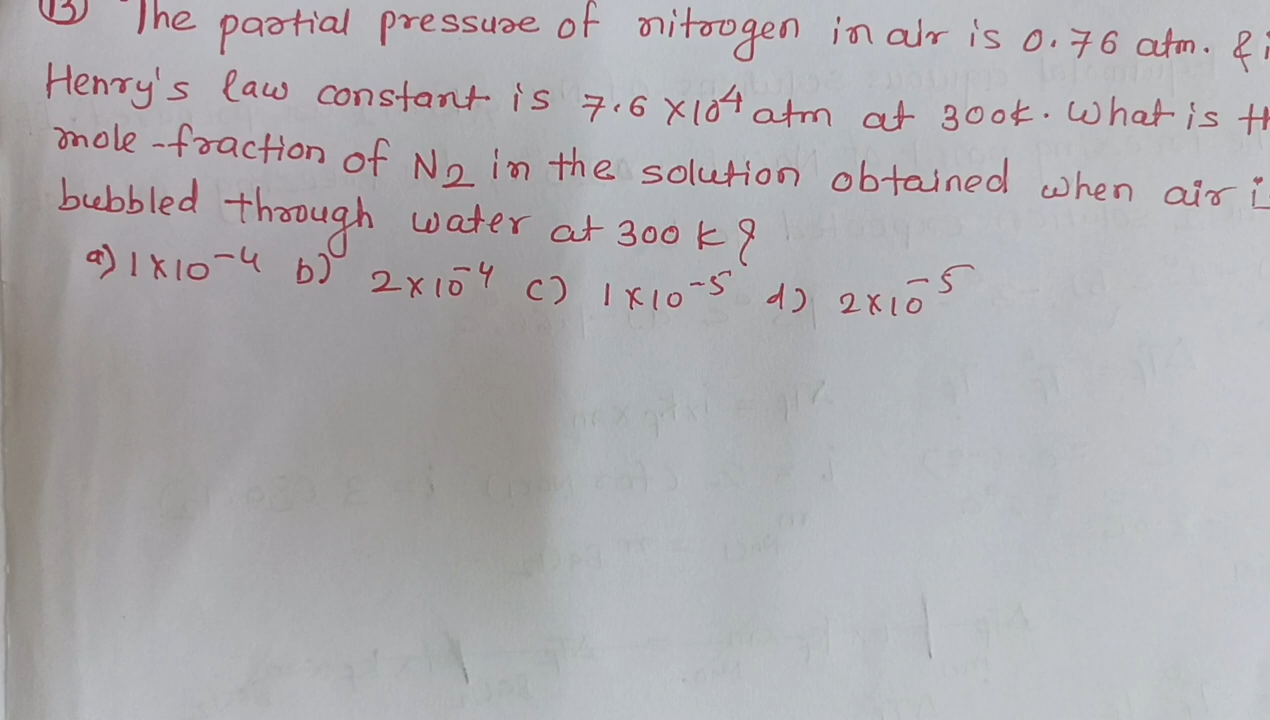 13 The partial pressure of nitrogen in air is 0.76 atm. &
Henry's law constant is 7.6 X 10⁴ atm at 300k. What is
mole-fraction of N2 in the solution obtained when air
bubbled through water at 300 K?
a) 1 X 10⁻⁴ b) 2 x 10⁻⁴ c) 1 X 10⁻⁵ d) 2 x 10⁻⁵